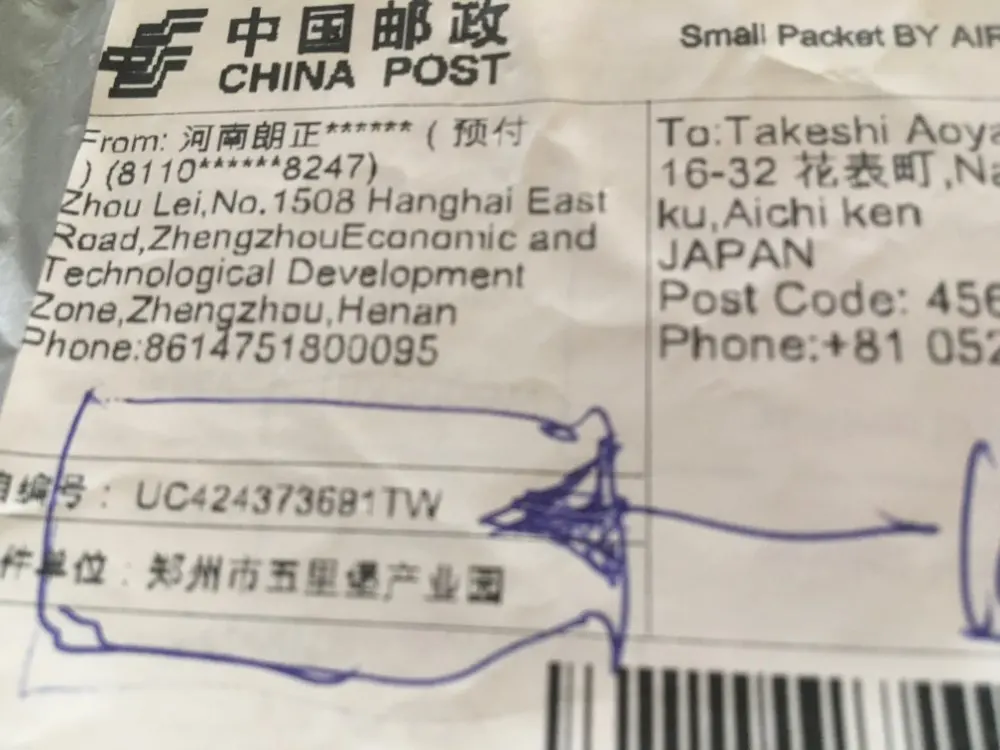 中国邮政
CHINA POST
Small Packet BY AIR
From: 河南朗正****** ( 预付
) (8110******8247)
Zhou Lei,No.1508 Hanghai East
Road,ZhengzhouEconomic and
Technological Development
Zone,Zhengzhou,Henan
Phone:8614751800095
To:Takeshi Aoya
16-32 花表町,Na
ku,Aichi ken
JAPAN
Post Code: 456
Phone:+81 052
编号: UC424373681TW
件单位: 郑州市五里堡产业园